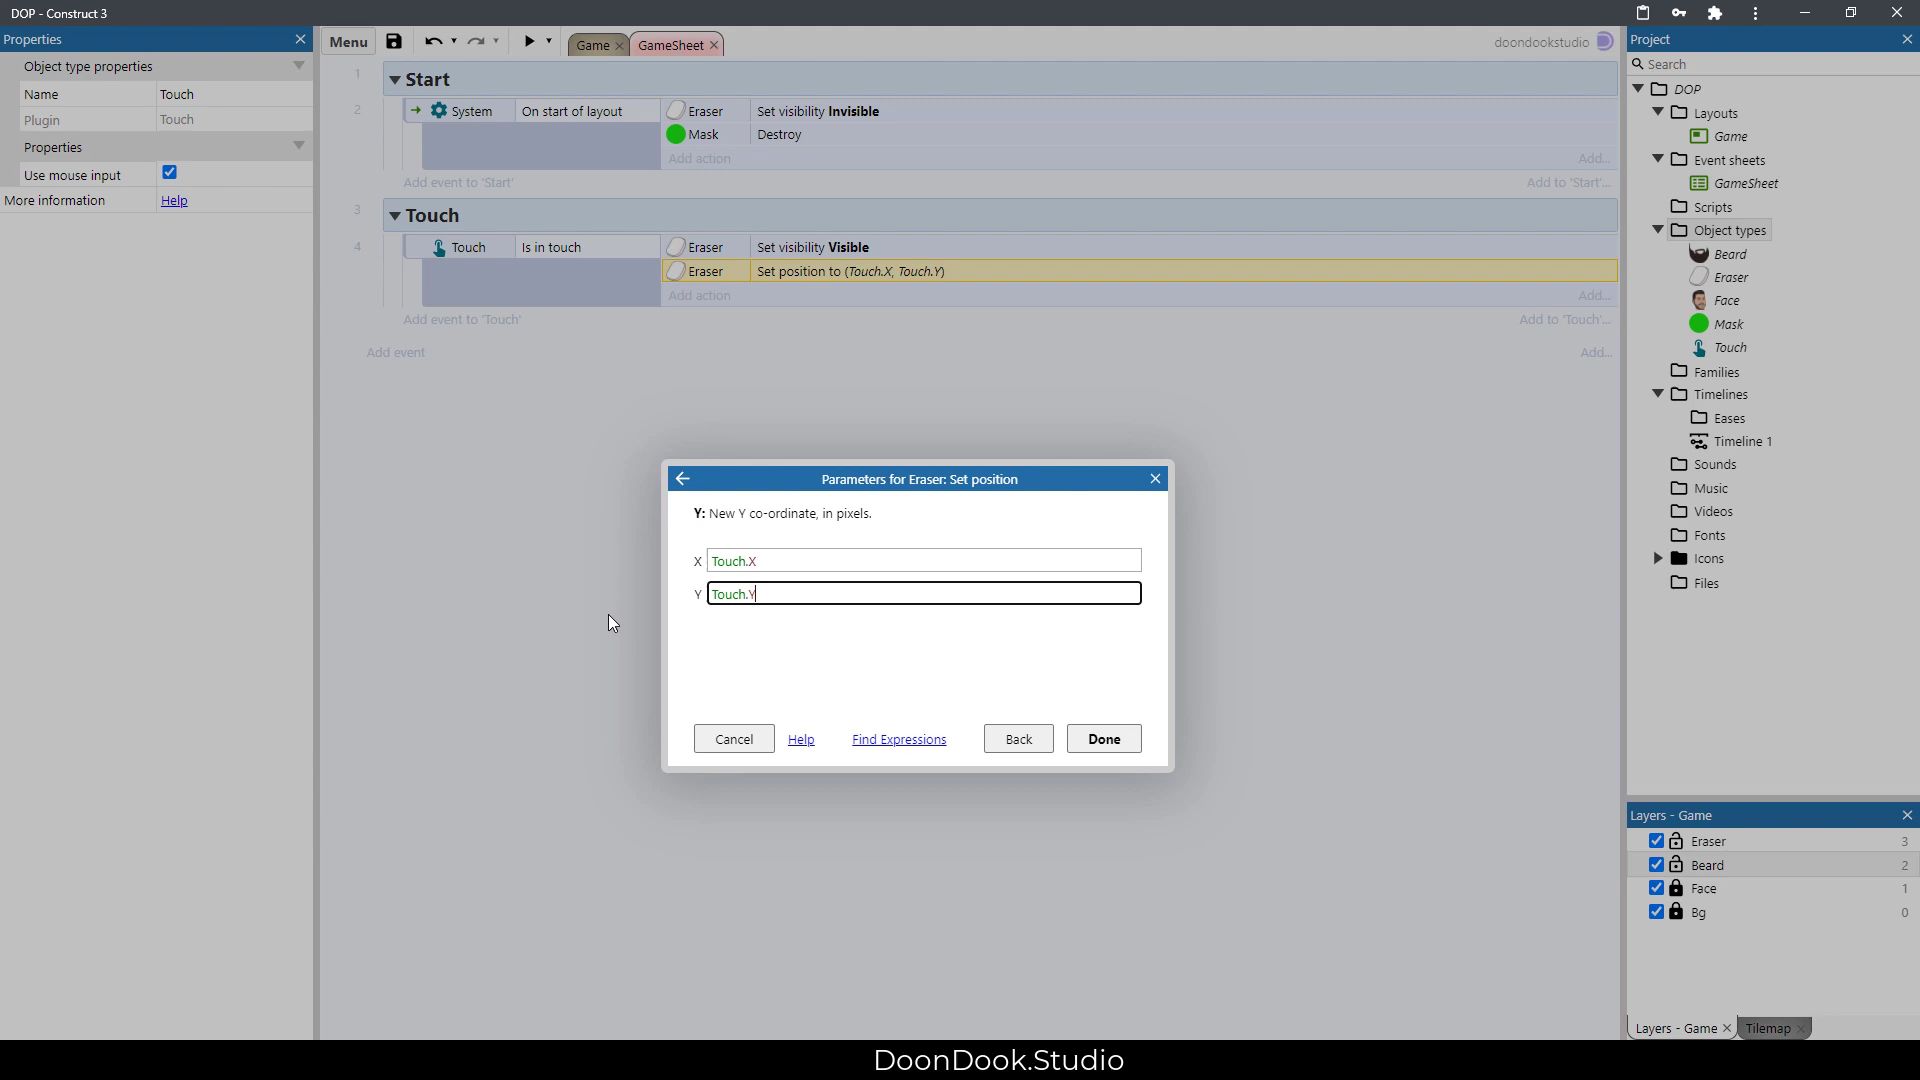 DOP - Construct 3
Properties
Object type properties
Name Touch
Plugin Touch
Properties
Use mouse input
More information Help
Menu
Game
GameSheet
doondookstudio
1 Start
2 System On start of layout Eraser Set visibility Invisible
Mask Destroy
Add action Add...
Add event to 'Start' Add to 'Start'...
3 Touch
4 Touch Is in touch Eraser Set visibility Visible
Eraser Set position to (Touch.X, Touch.Y)
Add action Add...
Add event to 'Touch' Add to 'Touch'...
Add event Add...
Parameters for Eraser: Set position
Y: New Y co-ordinate, in pixels.
X Touch.X
Y Touch.Y
Cancel Help Find Expressions Back Done
Project
Search
DOP
Layouts
Game
Event sheets
GameSheet
Scripts
Object types
Beard
Eraser
Face
Mask
Touch
Families
Timelines
Eases
Timeline 1
Sounds
Music
Videos
Fonts
Icons
Files
Layers - Game
Eraser 3
Beard 2
Face 1
Bg 0
Layers - Game Tilemap
DoonDook.Studio